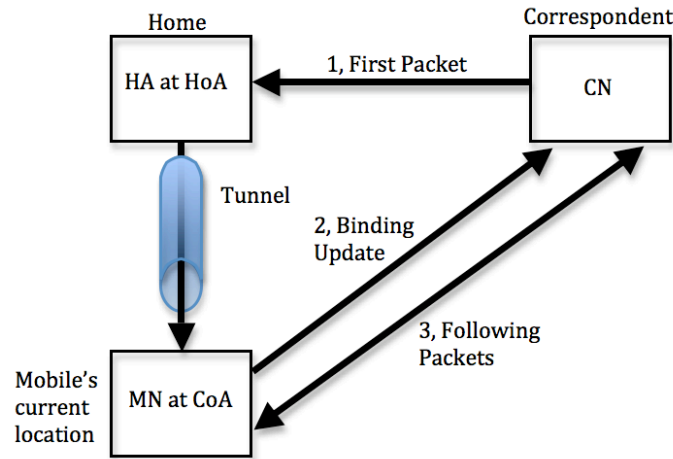 Home
Correspondent
HA at HoA
1, First Packet
CN
Tunnel
2, Binding
Update
3, Following
Packets
Mobile’s
current
location
MN at CoA